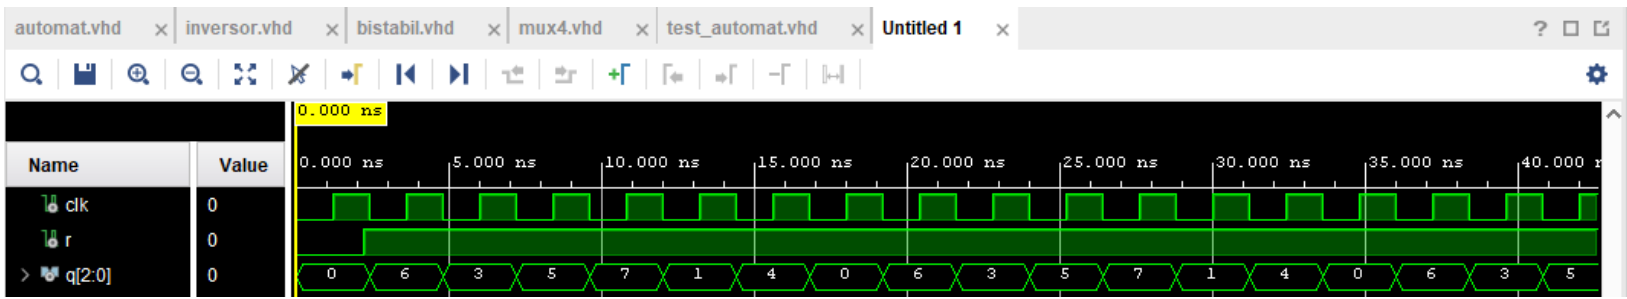 automat.vhd × inversor.vhd × bistabil.vhd × mux4.vhd × test_automat.vhd × Untitled 1 × ?
0.000 ns
Name Value 0.000 ns 5.000 ns 10.000 ns 15.000 ns 20.000 ns 25.000 ns 30.000 ns 35.000 ns 40.000
clk 0
r 0
q[2:0] 0 0 6 3 5 7 1 4 0 6 3 5 7 1 4 0 6 3 5